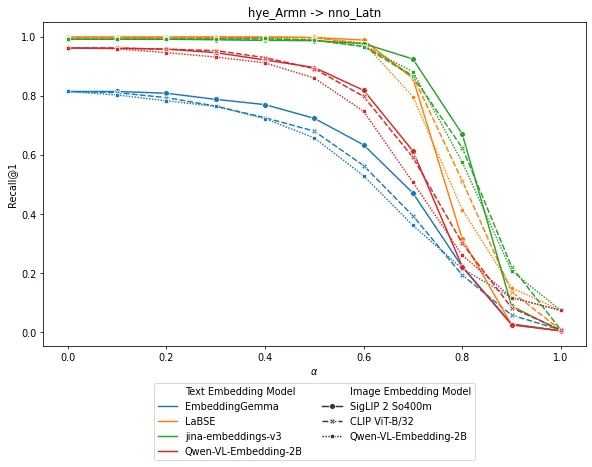 hye_Armn -> nno_Latn
Recall@1
1.0
0.8
0.6
0.4
0.2
0.0
0.0 0.2 0.4 0.6 0.8 1.0
α
Text Embedding Model Image Embedding Model
EmbeddingGemma SigLIP 2 So400m
LaBSE CLIP ViT-B/32
jina-embeddings-v3 Qwen-VL-Embedding-2B
Qwen-VL-Embedding-2B